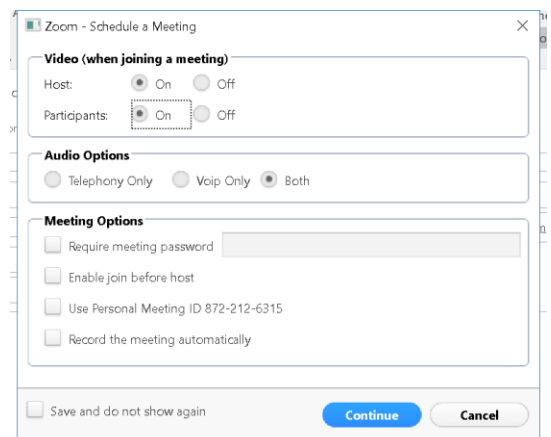 Zoom - Schedule a Meeting
Video (when joining a meeting)
Host: On Off
Participants: On Off
Audio Options
Telephony Only Voip Only Both
Meeting Options
Require meeting password
Enable join before host
Use Personal Meeting ID 872-212-6315
Record the meeting automatically
Save and do not show again Continue Cancel